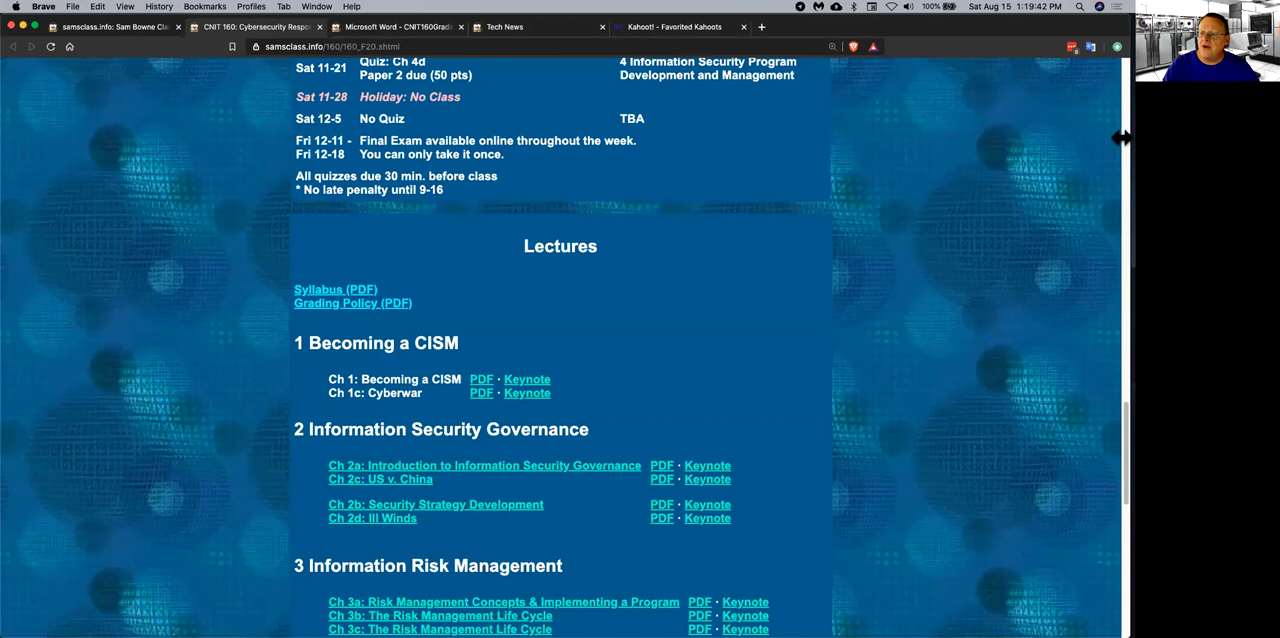 Brave File Edit View History Bookmarks Profiles Tab Window Help 100% Sat Aug 15 1:19:42 PM
samsclass.info: Sam Bowne Cla CNIT 160: Cybersecurity Respo Microsoft Word - CNIT160Gradi Tech News Kahoot! - Favorited Kahoots
samsclass.info/160/160_F20.shtml
Sat 11-21 Quiz: Ch 4d 4 Information Security Program
Paper 2 due (50 pts) Development and Management
Sat 11-28 Holiday: No Class
Sat 12-5 No Quiz TBA
Fri 12-11 - Final Exam available online throughout the week.
Fri 12-18 You can only take it once.
All quizzes due 30 min. before class
* No late penalty until 9-16
Lectures
Syllabus (PDF)
Grading Policy (PDF)
1 Becoming a CISM
Ch 1: Becoming a CISM PDF · Keynote
Ch 1c: Cyberwar PDF · Keynote
2 Information Security Governance
Ch 2a: Introduction to Information Security Governance PDF · Keynote
Ch 2c: US v. China PDF · Keynote
Ch 2b: Security Strategy Development PDF · Keynote
Ch 2d: Ill Winds PDF · Keynote
3 Information Risk Management
Ch 3a: Risk Management Concepts & Implementing a Program PDF · Keynote
Ch 3b: The Risk Management Life Cycle PDF · Keynote
Ch 3c: The Risk Management Life Cycle PDF · Keynote